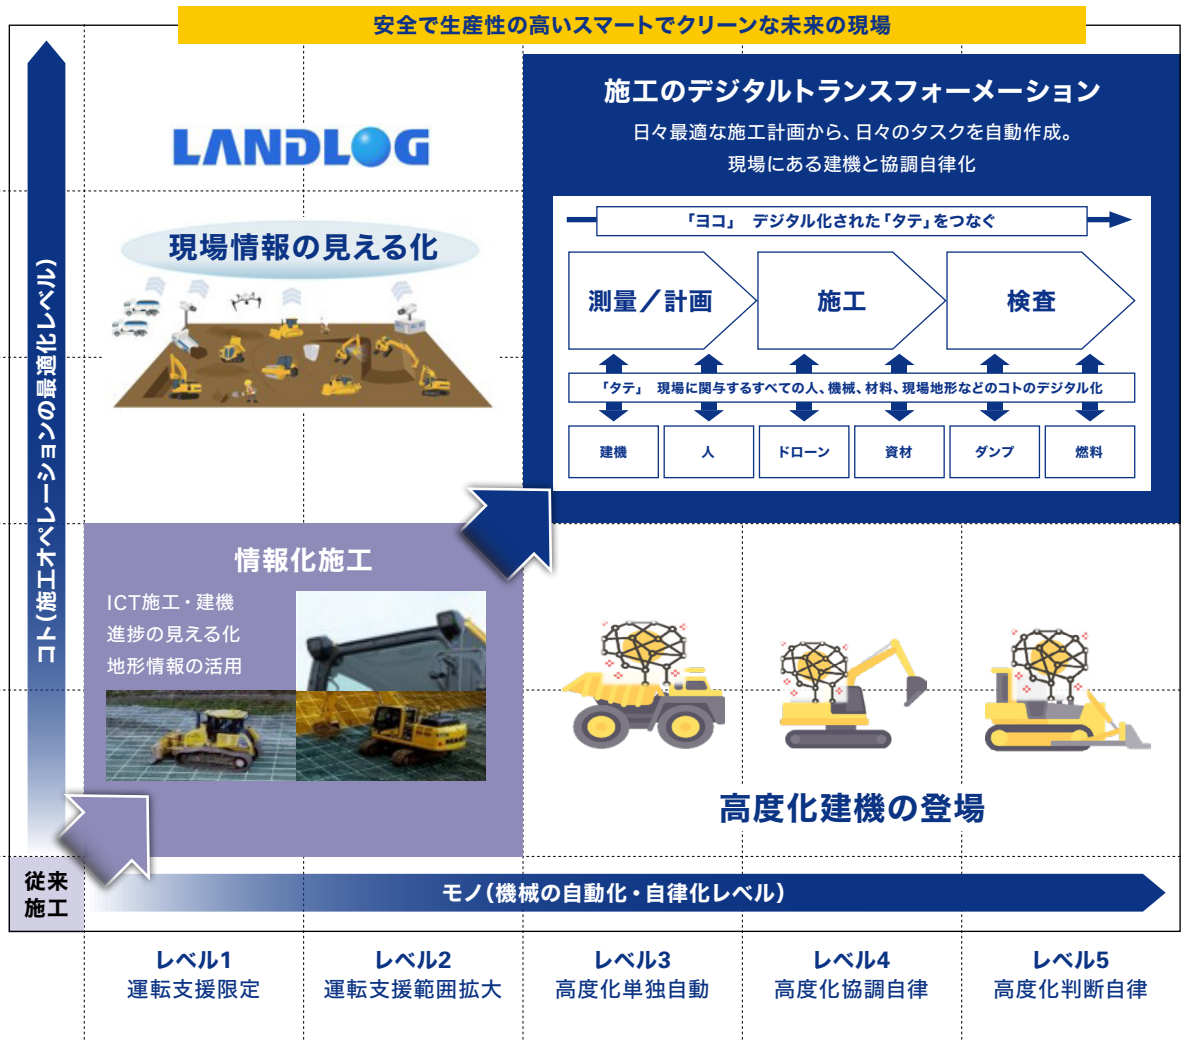 安全で生産性の高いスマートでクリーンな未来の現場
コト(施工オペレーションの最適化レベル)
LANDLOG
現場情報の見える化
施工のデジタルトランスフォーメーション
日々最適な施工計画から、日々のタスクを自動作成。
現場にある建機と協調自律化
「ヨコ」 デジタル化された「タテ」をつなぐ
測量／計画
施工
検査
「タテ」 現場に関与するすべての人、機械、材料、現場地形などのコトのデジタル化
建機
人
ドローン
資材
ダンプ
燃料
情報化施工
ICT施工・建機
進捗の見える化
地形情報の活用
高度化建機の登場
従来
施工
モノ(機械の自動化・自律化レベル)
レベル1
運転支援限定
レベル2
運転支援範囲拡大
レベル3
高度化単独自動
レベル4
高度化協調自律
レベル5
高度化判断自律